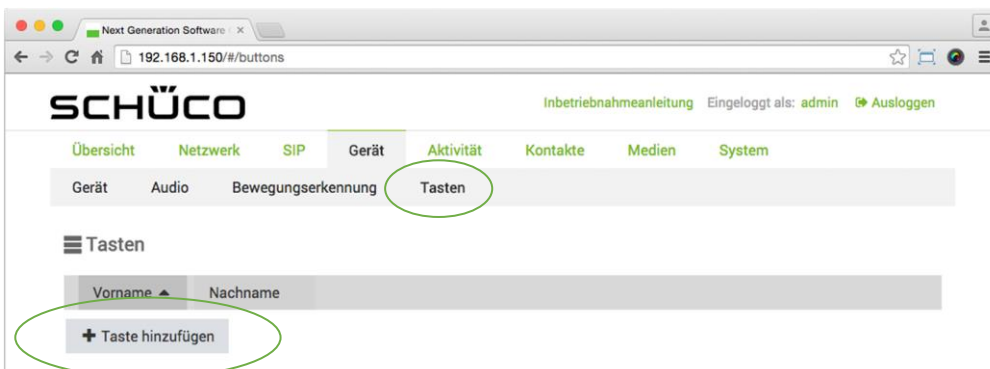 Next Generation Software
192.168.1.150/#/buttons
SCHÜCO
Inbetriebnahmeanleitung Eingeloggt als: admin Ausloggen
Übersicht Netzwerk SIP Gerät Aktivität Kontakte Medien System
Gerät Audio Bewegungserkennung Tasten
Tasten
Vorname Nachname
Taste hinzufügen